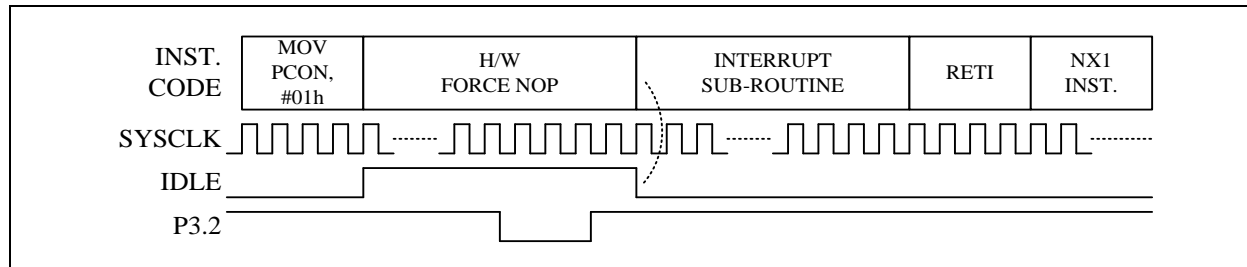 INST.
CODE
MOV
PCON,
#01h
H/W
FORCE NOP
INTERRUPT
SUB-ROUTINE
RETI
NX1
INST.
SYSCLK
IDLE
P3.2